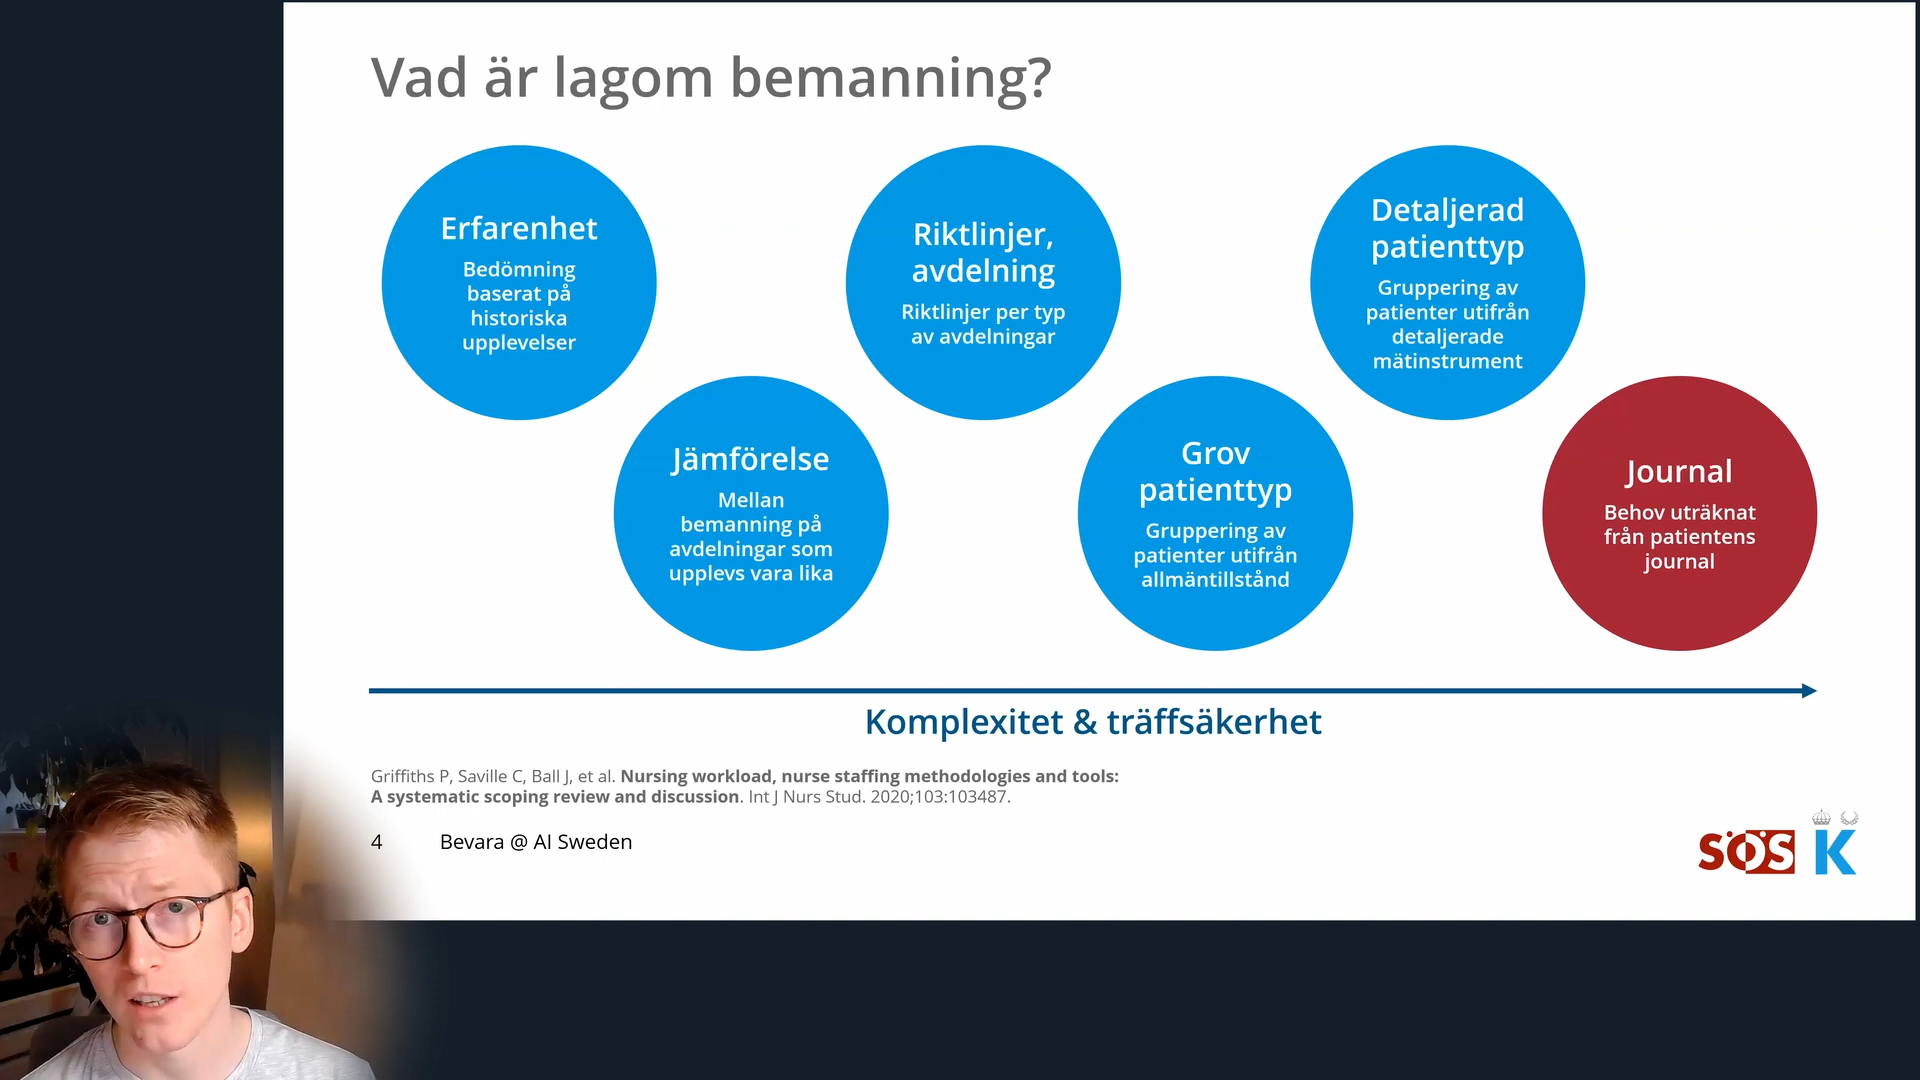 Vad är lagom bemanning?
Erfarenhet
Bedömning
baserat på
historiska
upplevelser
Jämförelse
Mellan
bemanning på
avdelningar som
upplevs vara lika
Riktlinjer,
avdelning
Riktlinjer per typ
av avdelningar
Grov
patienttyp
Gruppering av
patienter utifrån
allmäntillstånd
Detaljerad
patienttyp
Gruppering av
patienter utifrån
detaljerade
mätinstrument
Journal
Behov uträknat
från patientens
journal
Komplexitet & träffsäkerhet
Griffiths P, Saville C, Ball J, et al. Nursing workload, nurse staffing methodologies and tools:
A systematic scoping review and discussion. Int J Nurs Stud. 2020;103:103487.
4 Bevara @ AI Sweden
SÖS K